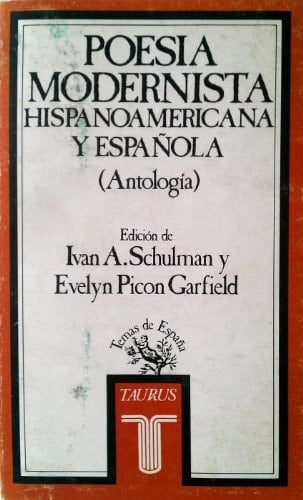 POESIA
MODERNISTA
HISPANOAMERICANA
Y ESPAÑOLA
(Antología)
Edición de
Ivan A. Schulman y
Evelyn Picon Garfield
Temas de España
TAURUS